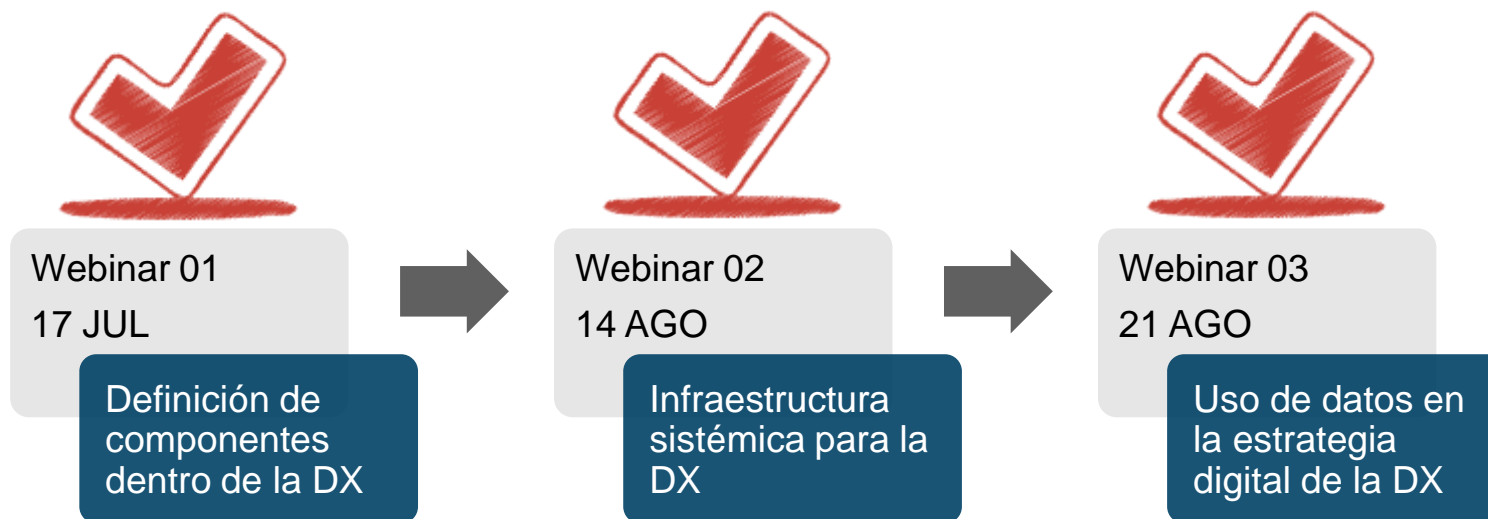 Webinar 01
17 JUL
Definición de
componentes
dentro de la DX
Webinar 02
14 AGO
Infraestructura
sistémica para la
DX
Webinar 03
21 AGO
Uso de datos en
la estrategia
digital de la DX